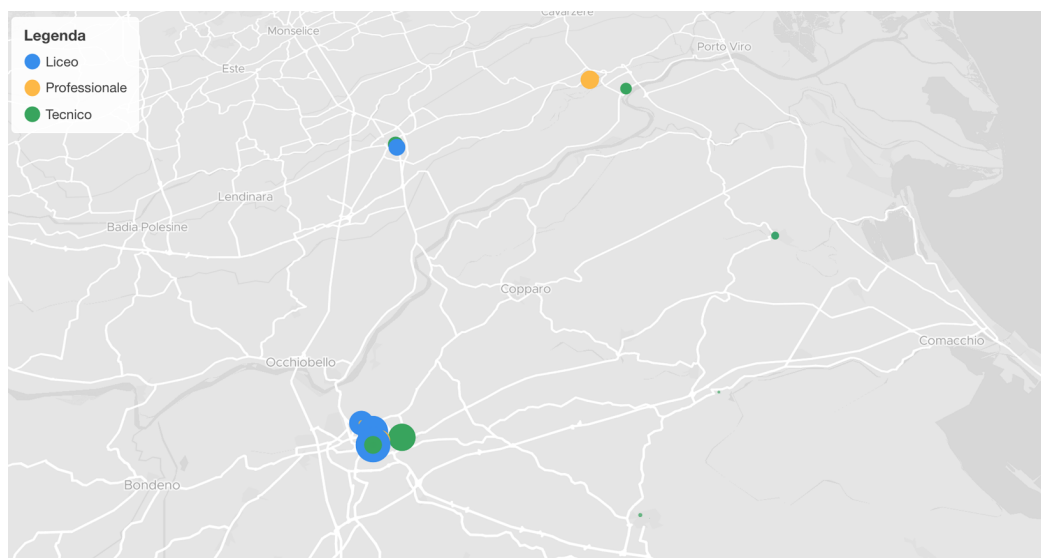 Cavarzere
Monselice
Legenda
Porto Viro
Liceo
Este
Professionale
Tecnico
Lendinara
Badia Polesine
Copparo
Comacchio
Occhiobello
Bondeno